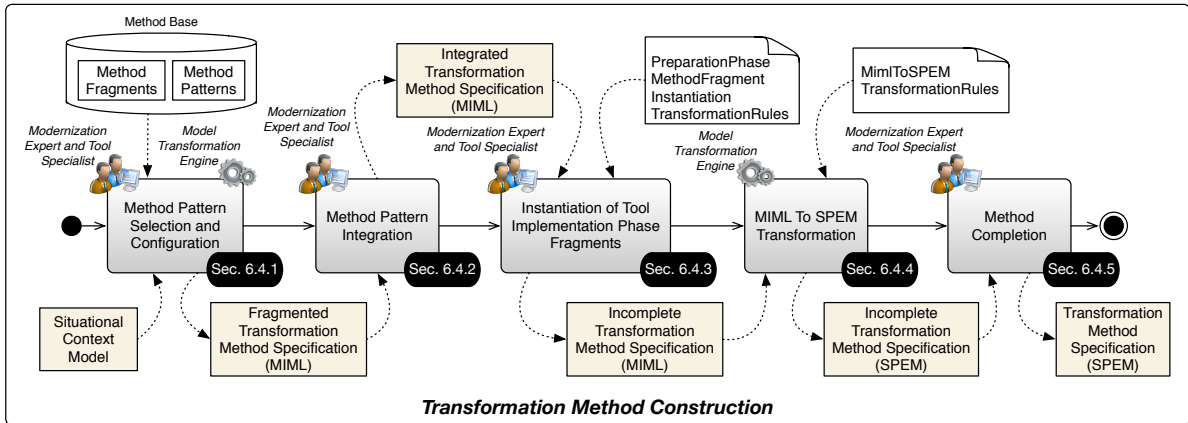 Method Base
Method
Fragments
Method
Patterns
Modernization
Expert and Tool
Specialist
Model
Transformation
Engine
Method Pattern
Selection and
Configuration
Sec. 6.4.1
Situational
Context
Model
Fragmented
Transformation
Method Specification
(MIML)
Modernization
Expert and Tool
Specialist
Method Pattern
Integration
Sec. 6.4.2
Integrated
Transformation
Method Specification
(MIML)
Modernization Expert
and Tool Specialist
Instantiation of Tool
Implementation Phase
Fragments
Sec. 6.4.3
PreparationPhase
MethodFragment
Instantiation
TransformationRules
Incomplete
Transformation
Method Specification
(MIML)
Model
Transformation
Engine
MIML To SPEM
Transformation
Sec. 6.4.4
MimlToSPEM
TransformationRules
Incomplete
Transformation
Method Specification
(SPEM)
Modernization Expert
and Tool Specialist
Method
Completion
Sec. 6.4.5
Transformation
Method
Specification
(SPEM)
Transformation Method Construction